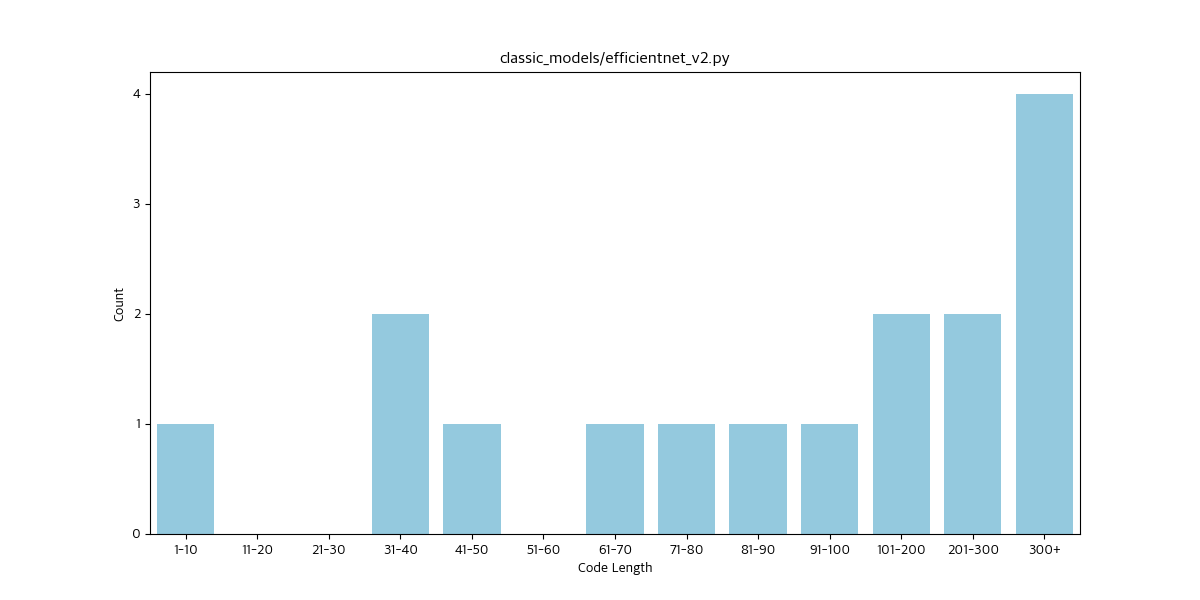 classic_models/efficientnet_v2.py
Count
4
3
2
1
0
1-10 11-20 21-30 31-40 41-50 51-60 61-70 71-80 81-90 91-100 101-200 201-300 300+
Code Length